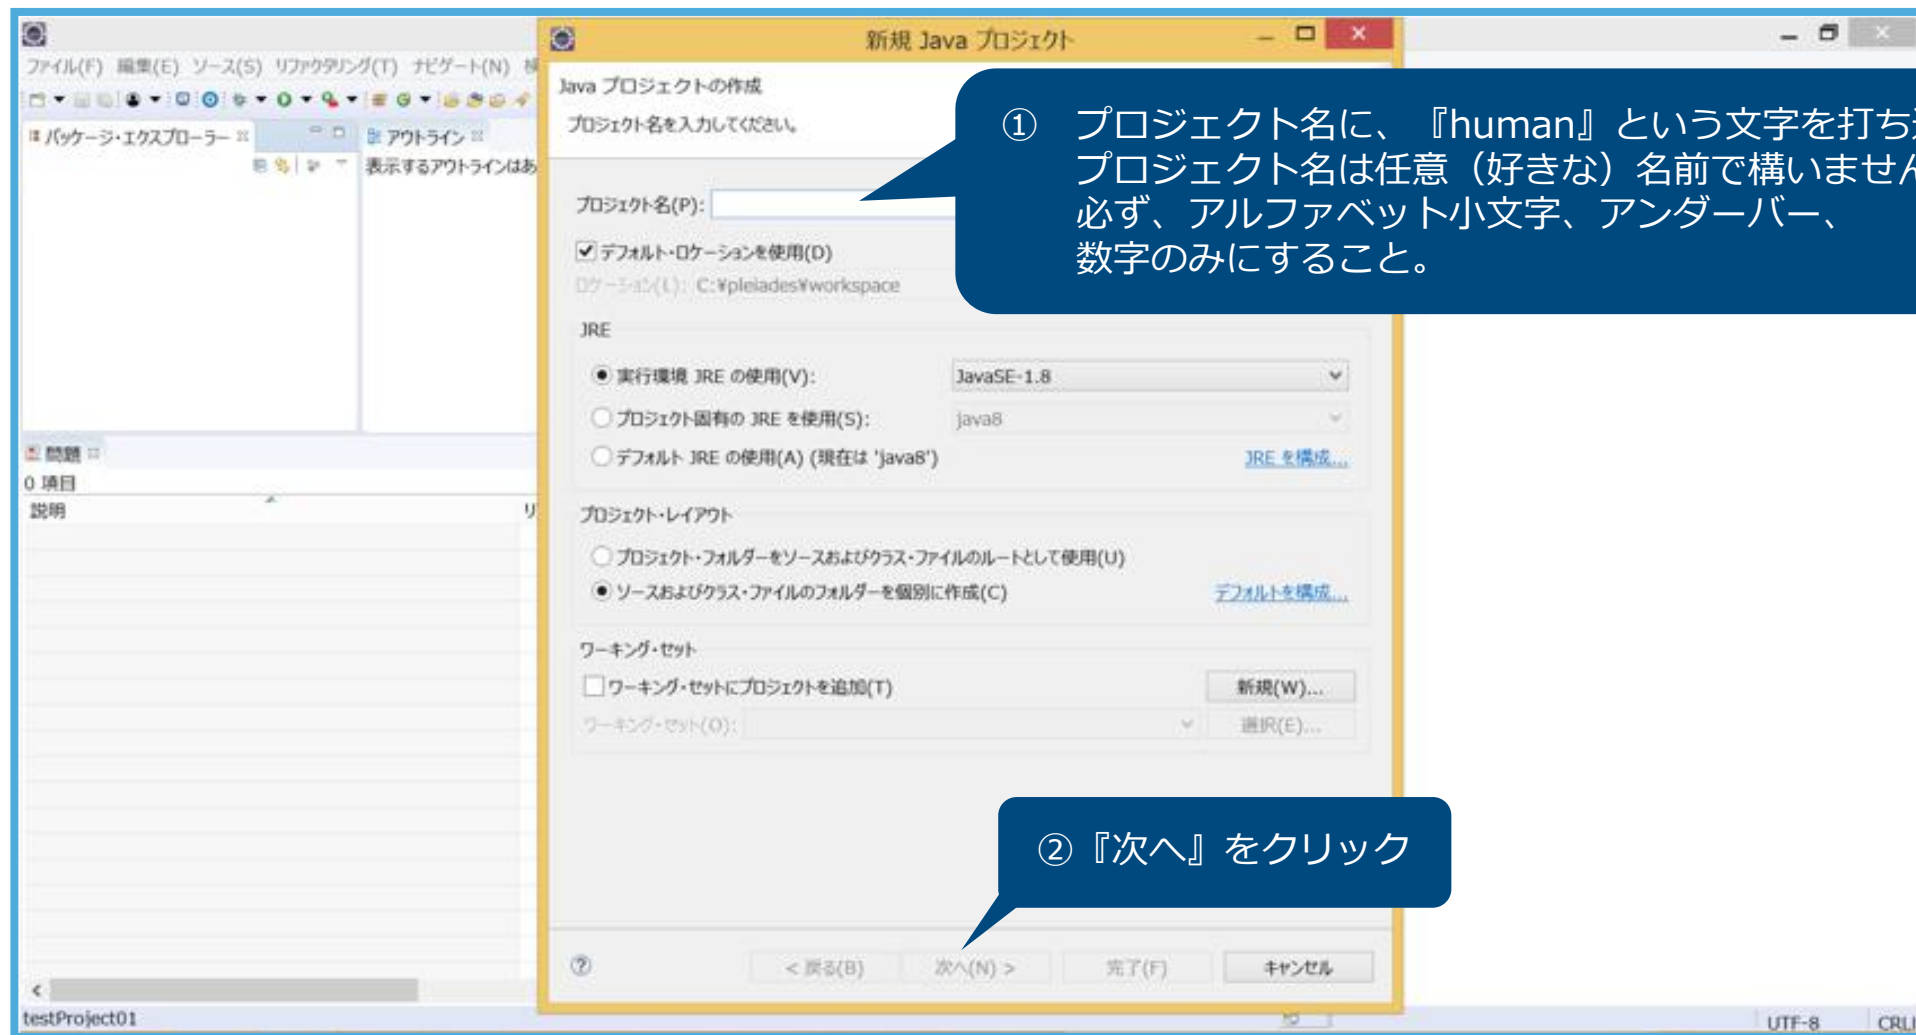 新規 Java プロジェクト
ファイル(F) 編集(E) ソース(S) リファクタリング(T) ナビゲート(N)
パッケージ・エクスプローラー
アウトライン
表示するアウトラインはあ
Java プロジェクトの作成
プロジェクト名を入力してください。
① プロジェクト名に、『human』という文字を打ち
プロジェクト名は任意（好きな）名前で構いません
必ず、アルファベット小文字、アンダーバー、
数字のみにすること。
プロジェクト名(P):
デフォルト・ロケーションを使用(D)
ロケーション(L): C:¥pleiades¥workspace
JRE
実行環境 JRE の使用(V): JavaSE-1.8
プロジェクト固有の JRE を使用(S): java8
デフォルト JRE の使用(A) (現在は 'java8') JRE を構成...
問題
0 項目
説明 リ
プロジェクト・レイアウト
プロジェクト・フォルダーをソースおよびクラス・ファイルのルートとして使用(U)
ソースおよびクラス・ファイルのフォルダーを個別に作成(C) デフォルトを構成...
ワーキング・セット
ワーキング・セットにプロジェクトを追加(T) 新規(W)...
ワーキング・セット(O): 選択(E)...
②『次へ』をクリック
< 戻る(B) 次へ(N) > 完了(F) キャンセル
testProject01
UTF-8 CRL